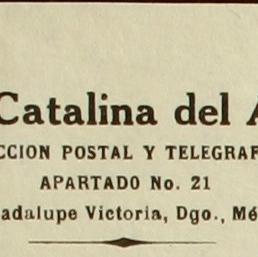 Catalina del A
CCION POSTAL Y TELEGRAF
APARTADO No. 21
adalupe Victoria, Dgo., Mé